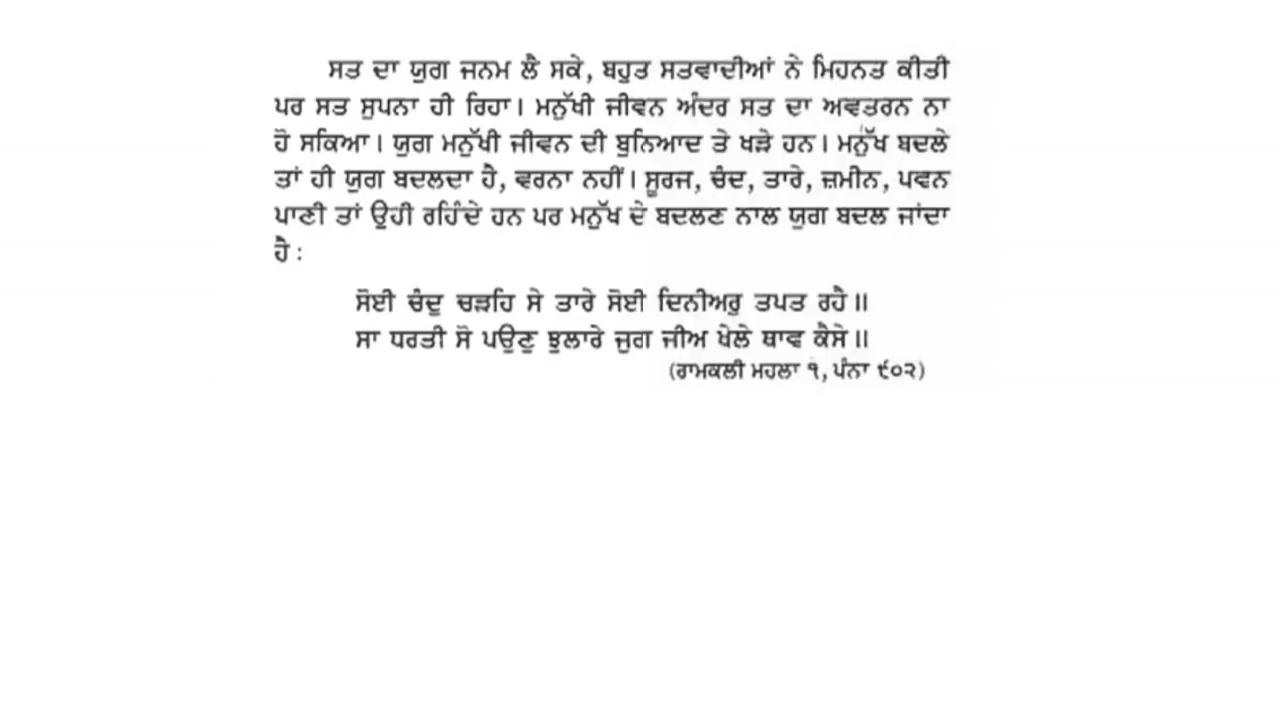 ਸਤ ਦਾ ਯੁਗ ਜਨਮ ਲੈ ਸਕੇ, ਬਹੁਤ ਸਤਵਾਦੀਆਂ ਨੇ ਮਿਹਨਤ ਕੀਤੀ
ਪਰ ਸਤ ਸੁਪਨਾ ਹੀ ਰਿਹਾ। ਮਨੁੱਖੀ ਜੀਵਨ ਅੰਦਰ ਸਤ ਦਾ ਅਵਤਰਨ ਨਾ
ਹੋ ਸਕਿਆ। ਯੁਗ ਮਨੁੱਖੀ ਜੀਵਨ ਦੀ ਬੁਨਿਆਦ ਤੇ ਖੜੇ ਹਨ। ਮਨੁੱਖ ਬਦਲੇ
ਤਾਂ ਹੀ ਯੁਗ ਬਦਲਦਾ ਹੈ, ਵਰਨਾ ਨਹੀਂ। ਸੂਰਜ, ਚੰਦ, ਤਾਰੇ, ਜ਼ਮੀਨ, ਪਵਨ
ਪਾਣੀ ਤਾਂ ਉਹੀ ਰਹਿੰਦੇ ਹਨ ਪਰ ਮਨੁੱਖ ਦੇ ਬਦਲਣ ਨਾਲ ਯੁਗ ਬਦਲ ਜਾਂਦਾ
ਹੈ :
ਸੋਈ ਚੰਦੁ ਚੜਹਿ ਸੇ ਤਾਰੇ ਸੋਈ ਦਿਨੀਅਰੁ ਤਪਤ ਰਹੈ॥
ਸਾ ਧਰਤੀ ਸੋ ਪਉਣੁ ਝੁਲਾਰੇ ਜੁਗ ਜੀਅ ਖੇਲੇ ਥਾਵ ਕੈਸੇ॥
(ਰਾਮਕਲੀ ਮਹਲਾ ੧, ਪੰਨਾ ੯੦੨)